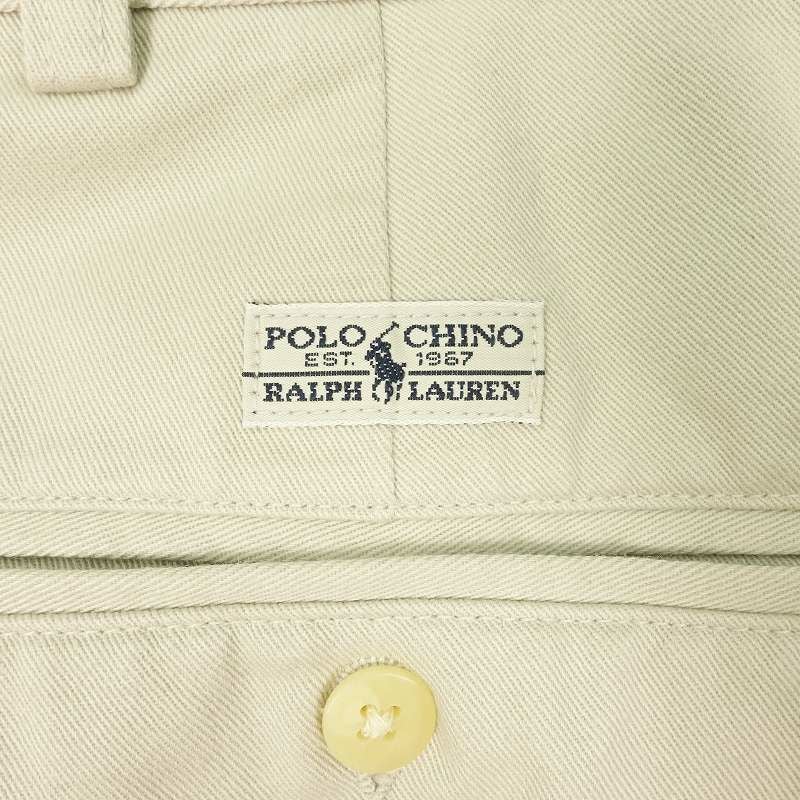 POLO CHINO
EST. 1967
RALPH LAUREN